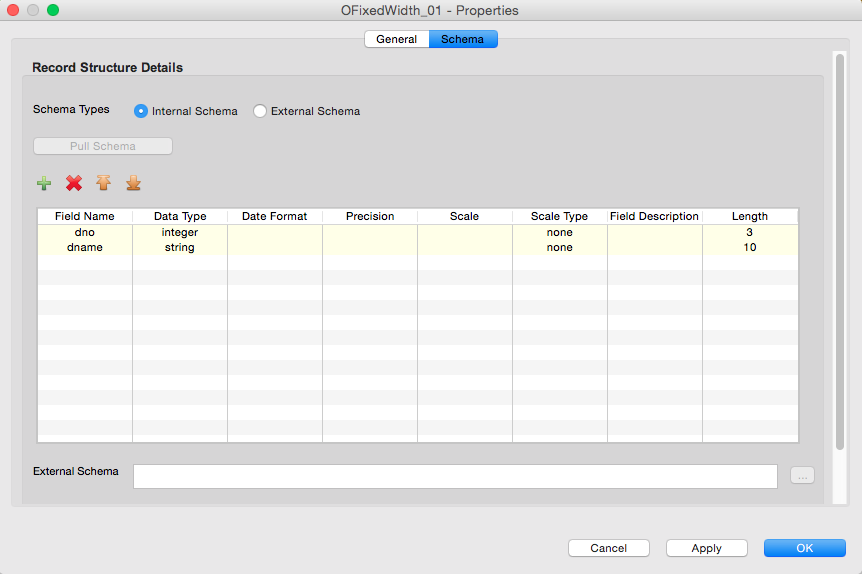 OFixedWidth_01 - Properties
General Schema
Record Structure Details
Schema Types Internal Schema External Schema
Pull Schema
Field Name Data Type Date Format Precision Scale Scale Type Field Description Length
dno integer none 3
dname string none 10
External Schema ...
Cancel Apply OK